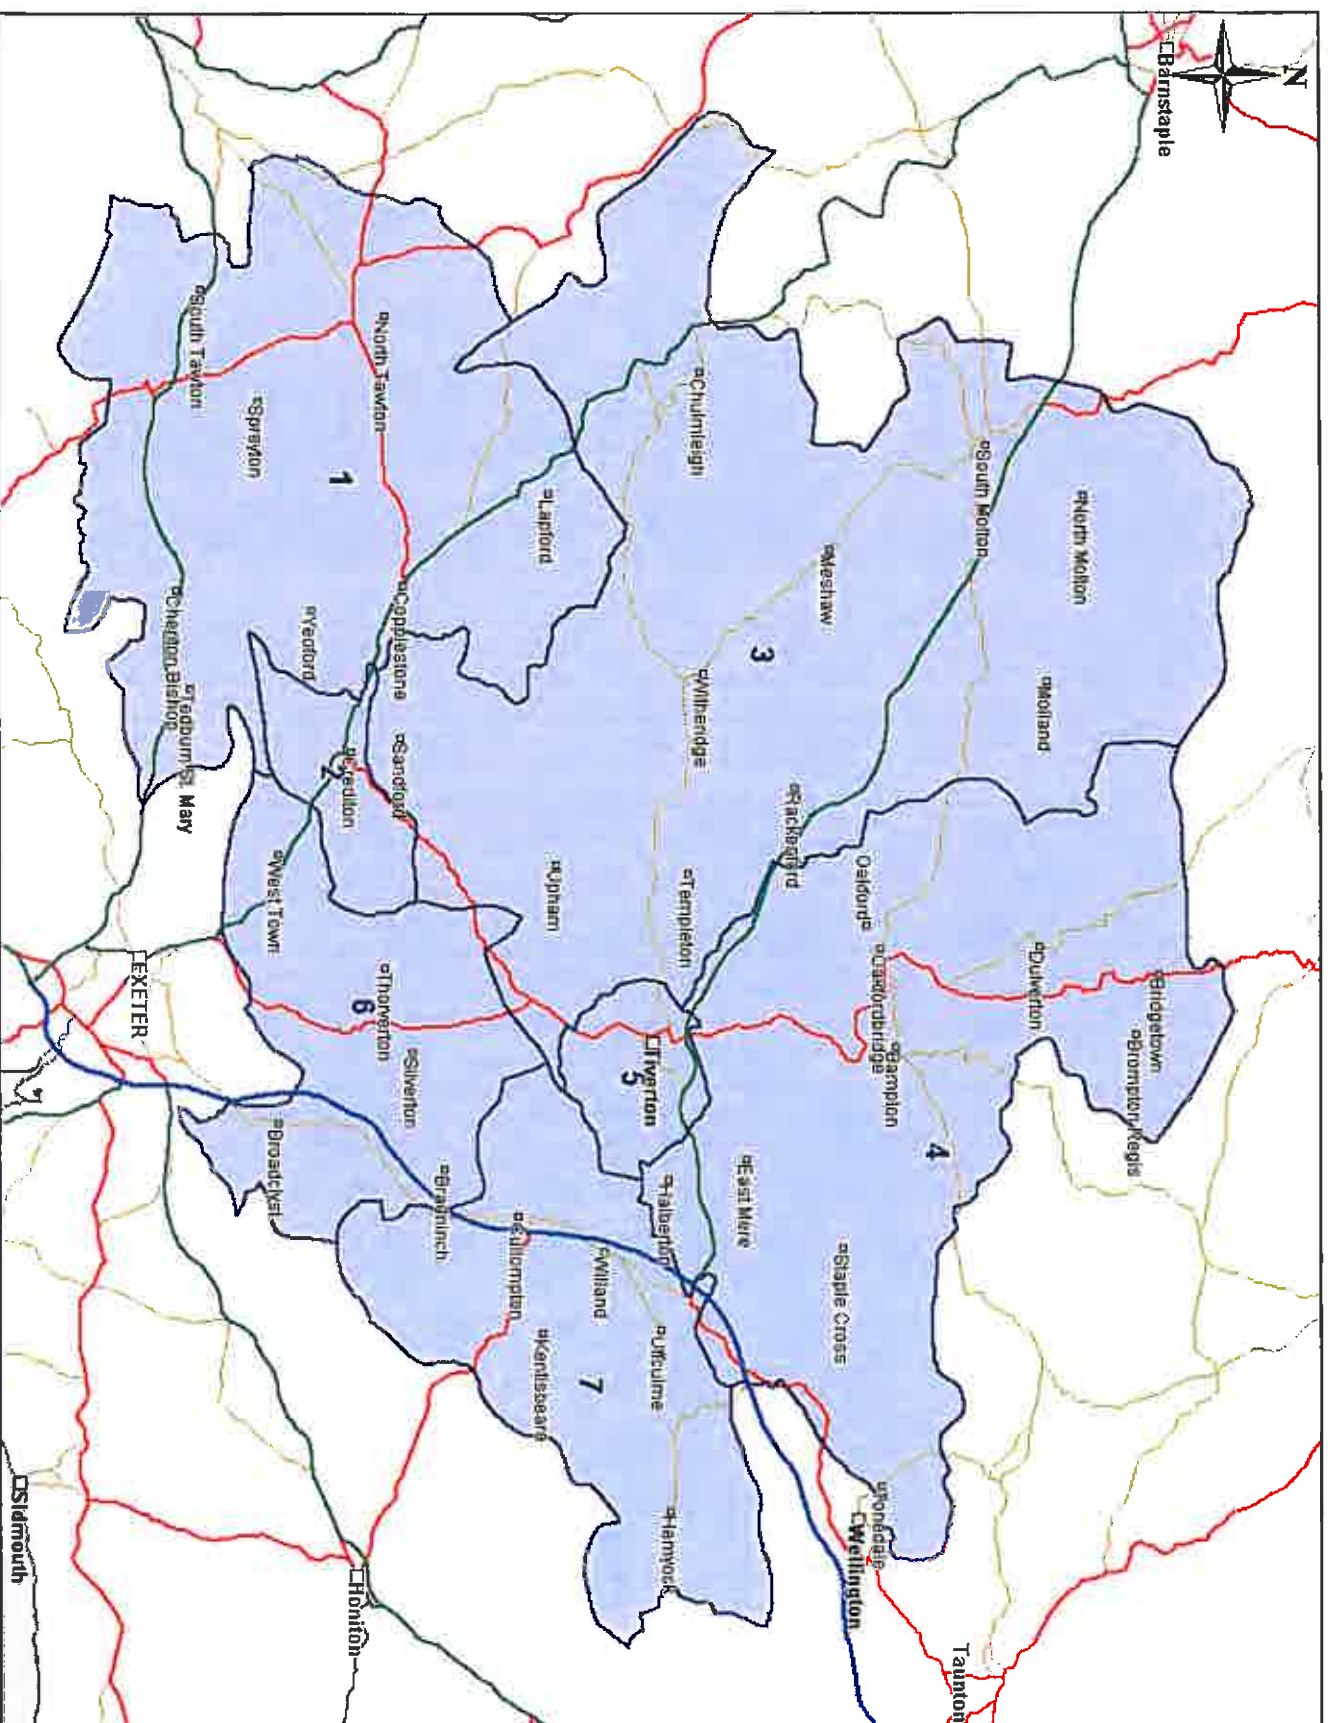 N
Barnstaple
Bridgetown
Brompton Regis
North Molton
Molland
Dulverton
South Molton
Taunton
4
Bampton
Oakfordbridge
Tonedale
Oakford
Wellington
Staple Cross
Meshaw
Rackenford
3
East Mere
Chulmleigh
Witheridge
Templeton
Halberton
Hemyock
Uffculme
Tiverton
5
Willand
7
Upham
Lapford
Kentisbeare
Cullompton
Bradninch
Silverton
Copplestone
Sandford
Thorverton
North Tawton
6
Crediton
2
1
Honiton
Yeoford
West Town
Broadclyst
Spreyton
South Tawton
Tedburn St. Mary
Cheriton Bishop
EXETER
Sidmouth